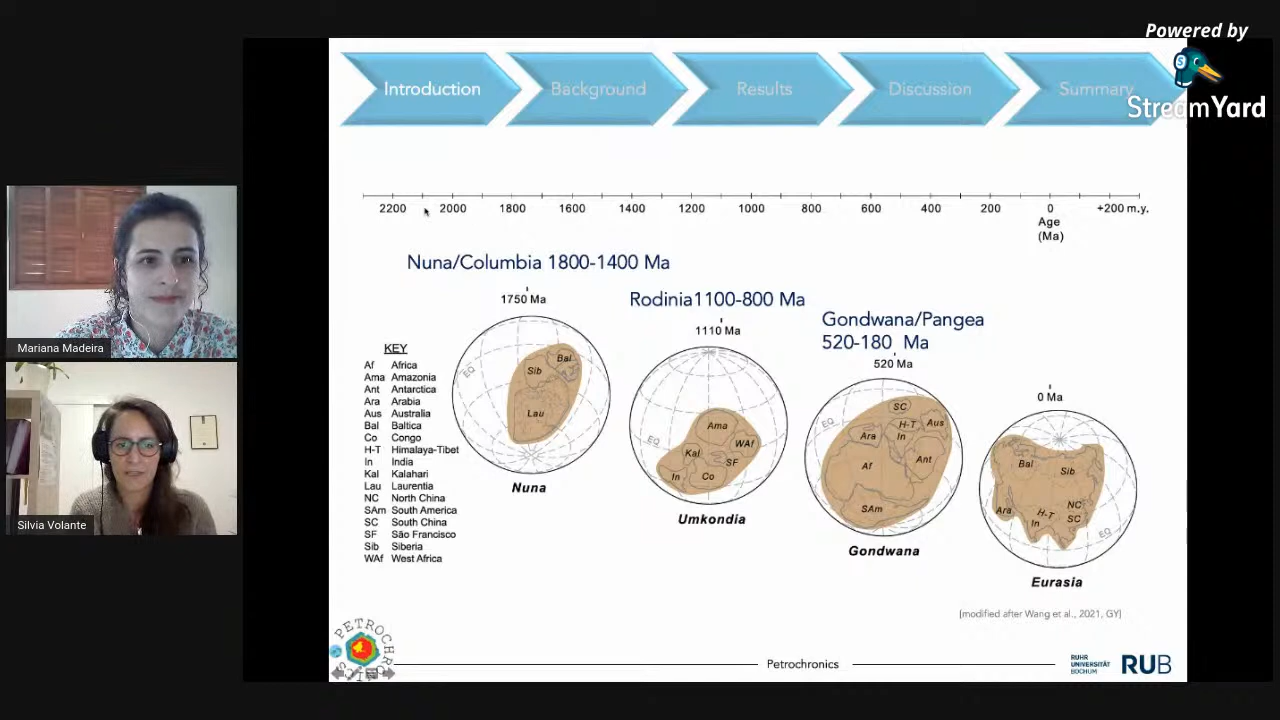 Powered by
StreamYard
Introduction
Background
Results
Discussion
Summary
2200 2000 1800 1600 1400 1200 1000 800 600 400 200 0 +200 m.y.
Age
(Ma)
Nuna/Columbia 1800-1400 Ma
1750 Ma
Rodinia1100-800 Ma
1110 Ma
Gondwana/Pangea
520-180 Ma
520 Ma
0 Ma
KEY
Af Africa
Ama Amazonia
Ant Antarctica
Ara Arabia
Aus Australia
Bal Baltica
Co Congo
H-T Himalaya-Tibet
In India
Kal Kalahari
Lau Laurentia
NC North China
SAm South America
SC South China
SF São Francisco
Sib Siberia
WAf West Africa
EQ
Bal
Sib
Lau
Nuna
EQ
Ama
WAf
Kal
SF
In
Co
Umkondia
EQ
SC
H-T
Aus
Ara
In
Af
Ant
SAm
Gondwana
Bal
Sib
Ara
NC
H-T
SC
In
EQ
Eurasia
[modified after Wang et al., 2021, GY]
Mariana Madeira
Silvia Volante
Petrochronics
RUHR
UNIVERSITÄT
BOCHUM
RUB